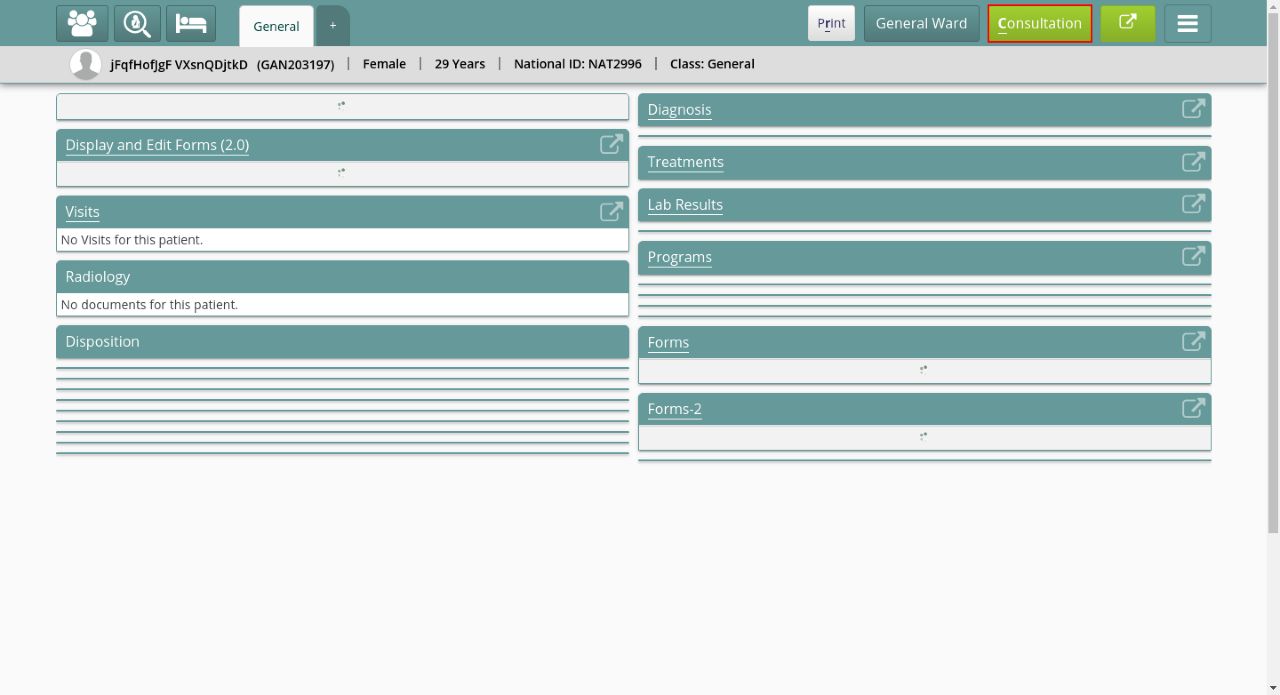 General
+
Print
General Ward
Consultation
jFqfHofJgF VXsnQDjtkD (GAN203197) | Female | 29 Years | National ID: NAT2996 | Class: General
Display and Edit Forms (2.0)
Visits
No Visits for this patient.
Radiology
No documents for this patient.
Disposition
Diagnosis
Treatments
Lab Results
Programs
Forms
Forms-2